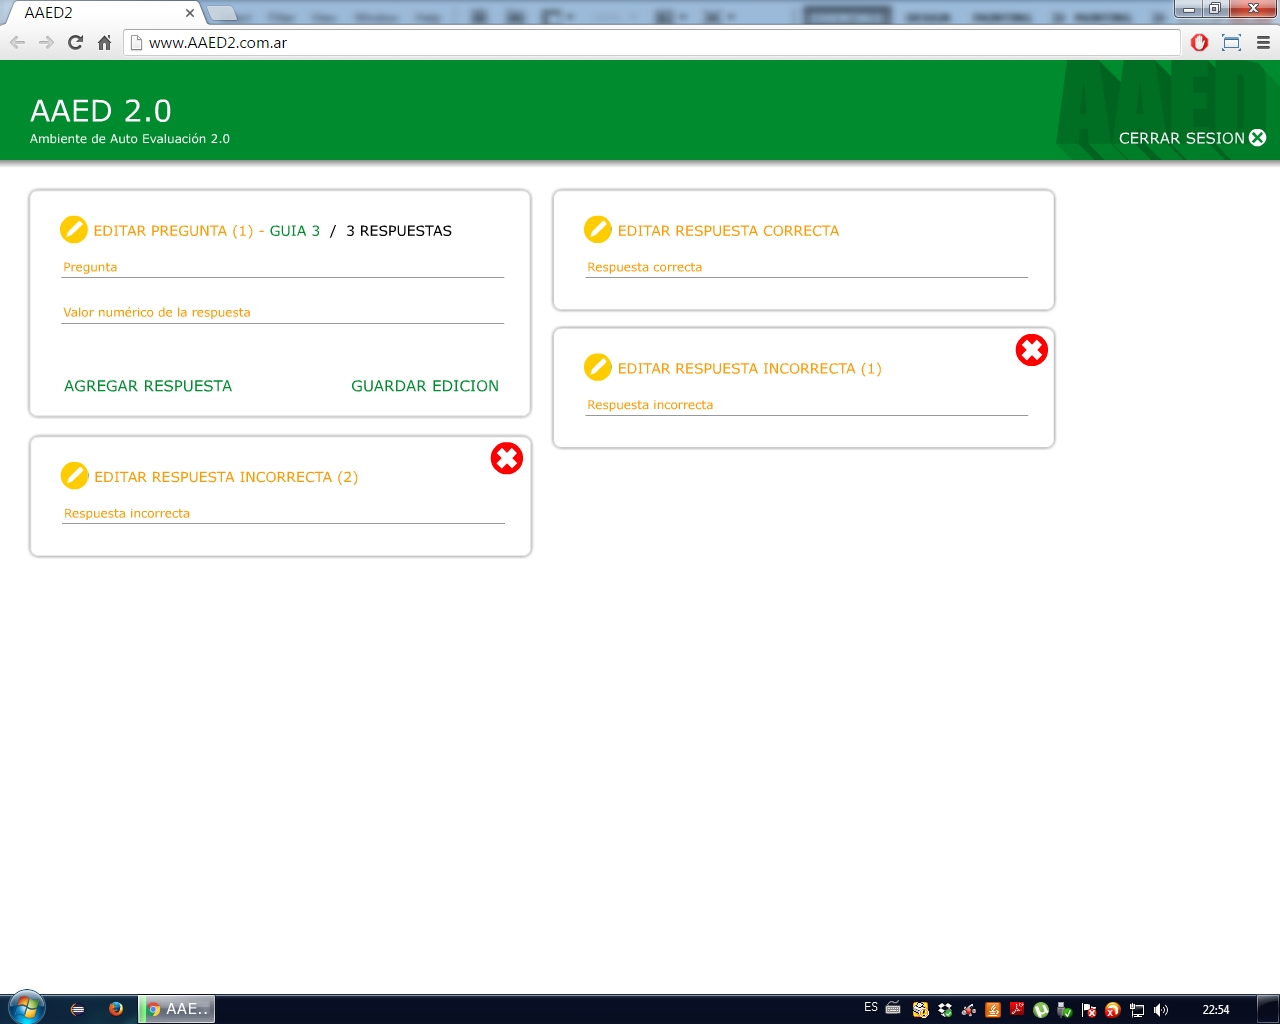 AAED2
www.AAED2.com.ar
AAED 2.0
Ambiente de Auto Evaluación 2.0
AAED
CERRAR SESION
EDITAR PREGUNTA (1) - GUIA 3 / 3 RESPUESTAS
Pregunta
Valor numérico de la respuesta
AGREGAR RESPUESTA
GUARDAR EDICION
EDITAR RESPUESTA CORRECTA
Respuesta correcta
EDITAR RESPUESTA INCORRECTA (1)
Respuesta incorrecta
EDITAR RESPUESTA INCORRECTA (2)
Respuesta incorrecta
AAE..
ES
22:54